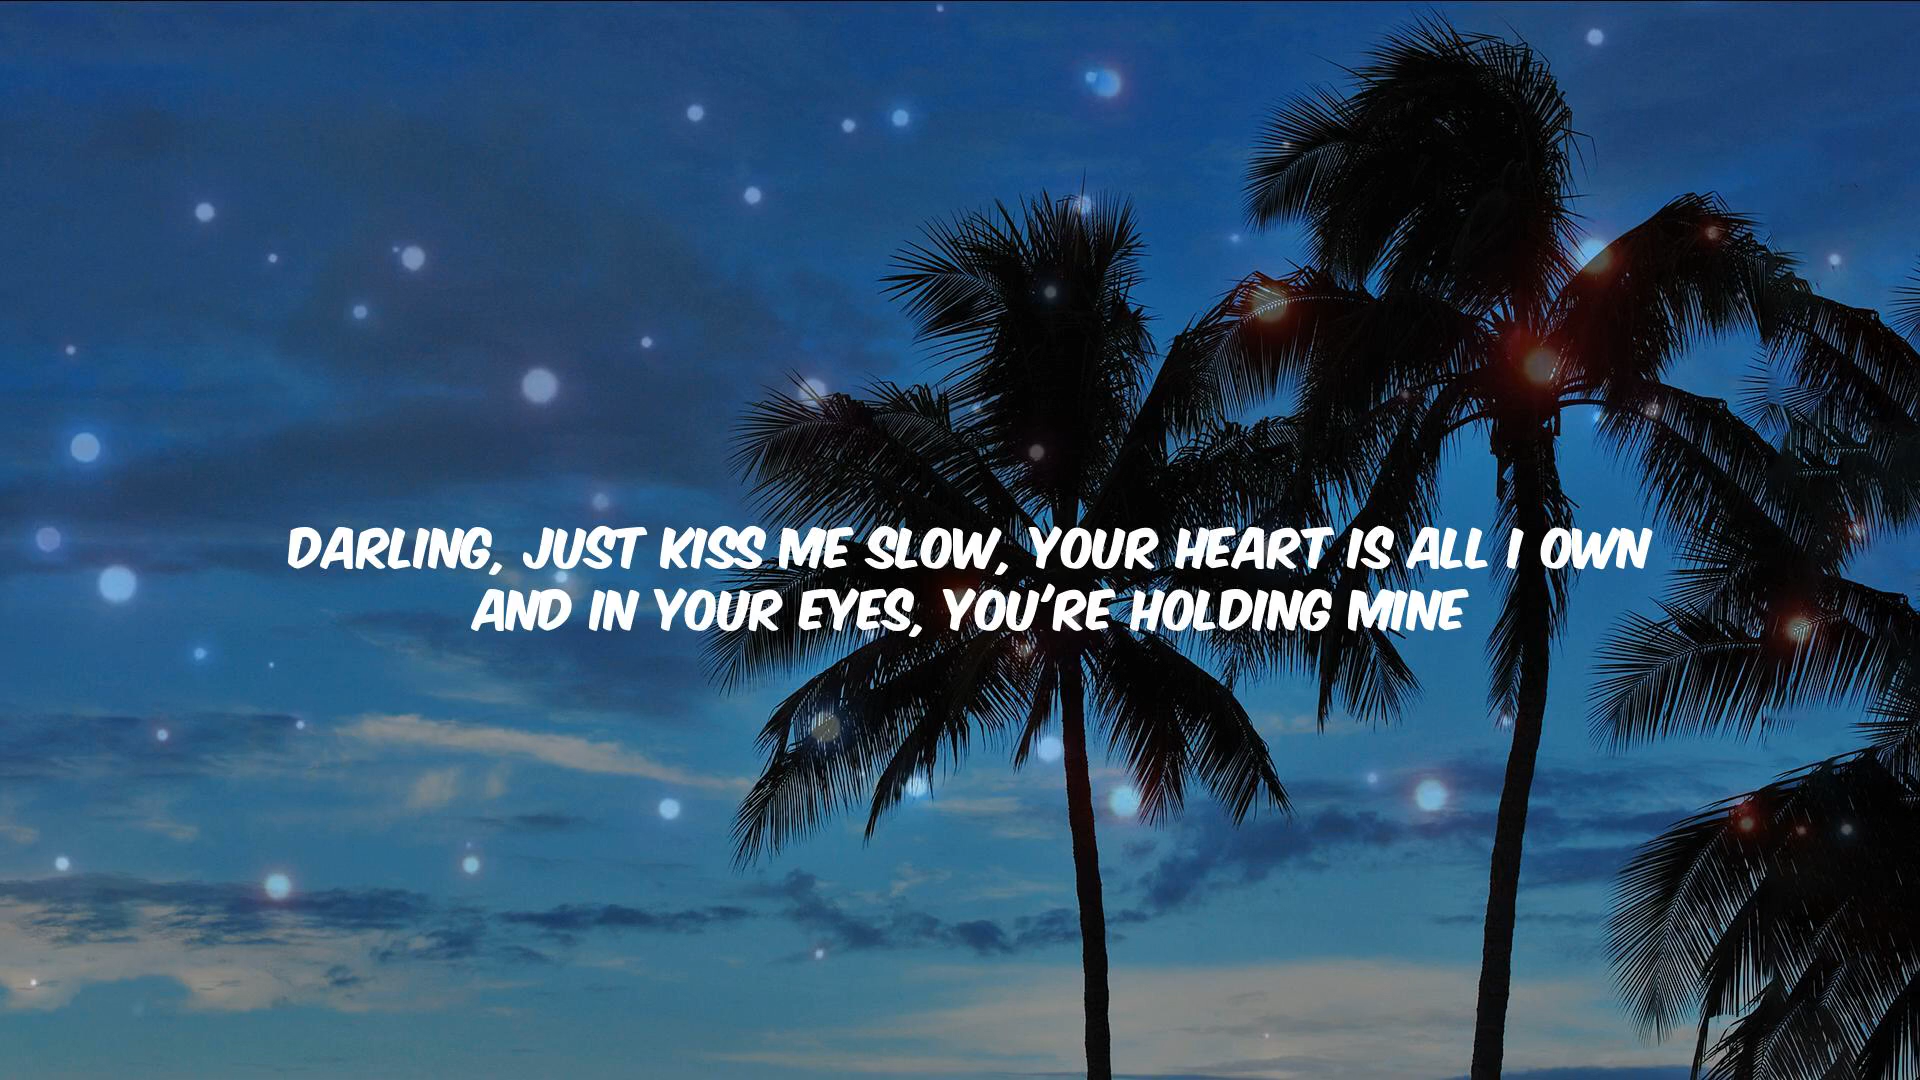 DARLING, JUST KISS ME SLOW, YOUR HEART IS ALL I OWN
AND IN YOUR EYES, YOU'RE HOLDING MINE